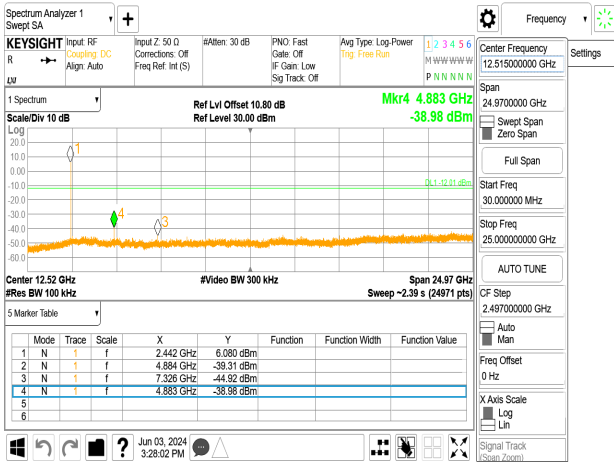 Spectrum Analyzer 1
Swept SA
Frequency
KEYSIGHT
R
Input: RF
Coupling: DC
Align: Auto
Input Z: 50 Ω
Corrections: Off
Freq Ref: Int (S)
#Atten: 30 dB
PNO: Fast
Gate: Off
IF Gain: Low
Sig Track: Off
Avg Type: Log-Power
Trig: Free Run
1 2 3 4 5 6
M W W W W W
P N N N N N
1 Spectrum
Scale/Div 10 dB
Ref Lvl Offset 10.80 dB
Ref Level 30.00 dBm
Mkr4 4.883 GHz
-38.98 dBm
Log
20.0
10.0
0.00
-10.0
-20.0
-30.0
-40.0
-50.0
-60.0
1
4
3
DL1 -12.01 dBm
Center 12.52 GHz
#Res BW 100 kHz
#Video BW 300 kHz
Span 24.97 GHz
Sweep ~2.39 s (24971 pts)
5 Marker Table
Mode Trace Scale X Y Function Function Width Function Value
1 N 1 f 2.442 GHz 6.080 dBm
2 N 1 f 4.884 GHz -39.31 dBm
3 N 1 f 7.326 GHz -44.92 dBm
4 N 1 f 4.883 GHz -38.98 dBm
5
6
Jun 03, 2024
3:28:02 PM
Center Frequency
12.515000000 GHz
Settings
Span
24.9700000 GHz
Swept Span
Zero Span
Full Span
Start Freq
30.000000 MHz
Stop Freq
25.000000000 GHz
AUTO TUNE
CF Step
2.497000000 GHz
Auto
Man
Freq Offset
0 Hz
X Axis Scale
Log
Lin
Signal Track
(Span Zoom)